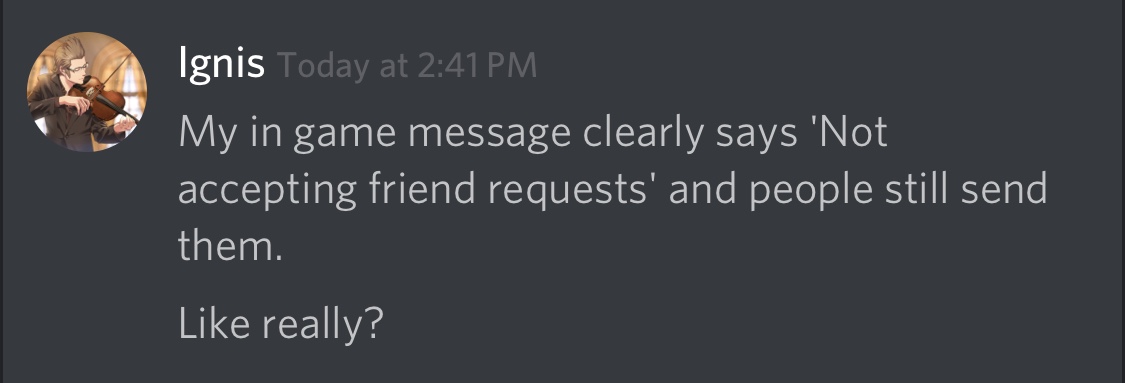 Ignis Today at 2:41 PM
My in game message clearly says 'Not
accepting friend requests' and people still send
them.
Like really?